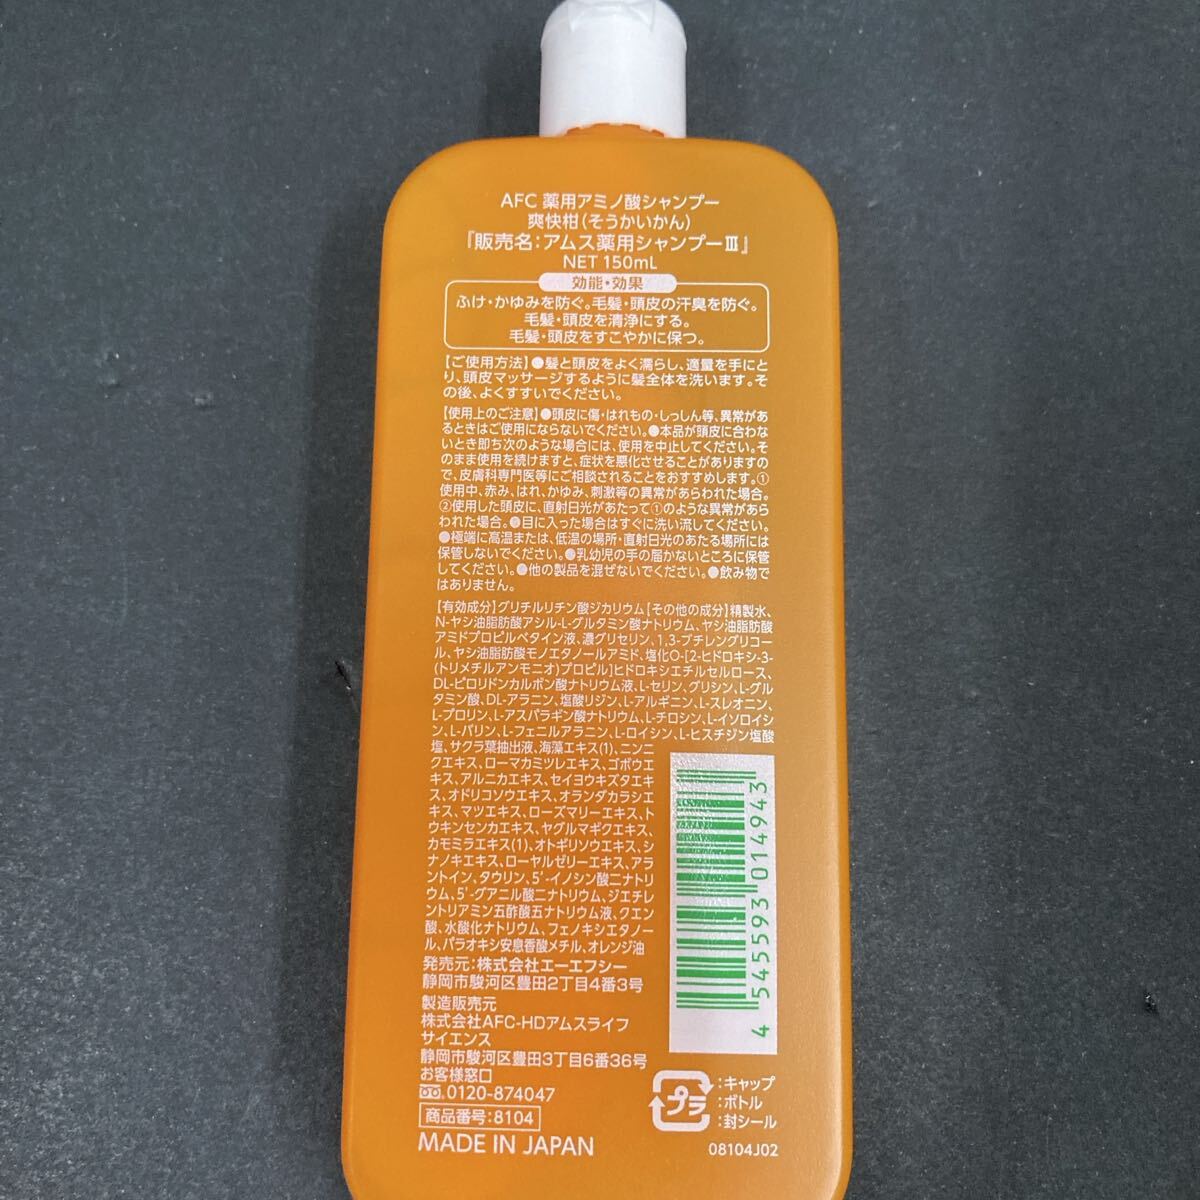 AFC 薬用アミノ酸シャンプー
爽快柑(そうかいかん)
『販売名:アムス薬用シャンプーⅢ』
NET 150mL
効能・効果
ふけ・かゆみを防ぐ。毛髪・頭皮の汗臭を防ぐ。
毛髪・頭皮を清浄にする。
毛髪・頭皮をすこやかに保つ。
【ご使用方法】●髪と頭皮をよく濡らし、適量を手にと
り、頭皮マッサージするように髪全体を洗います。そ
の後、よくすすいでください。
【使用上のご注意】●頭皮に傷・はれもの・しっしん等、異常があ
るときはご使用にならないでください。●本品が頭皮に合わな
いとき即ち次のような場合には、使用を中止してください。そ
のまま使用を続けますと、症状を悪化させることがありますの
で、皮膚科専門医等にご相談されることをおすすめします。①
使用中、赤み、はれ、かゆみ、刺激等の異常があらわれた場合。
②使用した頭皮に、直射日光があたって①のような異常があら
われた場合。●目に入った場合はすぐに洗い流してください。
●極端に高温または、低温の場所・直射日光のあたる場所には
保管しないでください。●乳幼児の手の届かないところに保管
してください。●他の製品を混ぜないでください。●飲み物で
はありません。
【有効成分】グリチルリチン酸ジカリウム【その他の成分】精製水、
N-ヤシ油脂肪酸アシル-L-グルタミン酸ナトリウム、ヤシ油脂肪酸
アミドプロピルベタイン液、濃グリセリン、1,3-ブチレングリコー
ル、ヤシ油脂肪酸モノエタノールアミド、塩化O-[2-ヒドロキシ-3-
(トリメチルアンモニオ)プロピル]ヒドロキシエチルセルロース、
DL-ピロリドンカルボン酸ナトリウム液、L-セリン、グリシン、L-グル
タミン酸、DL-アラニン、塩酸リジン、L-アルギニン、L-スレオニン、
L-プロリン、L-アスパラギン酸ナトリウム、L-チロシン、L-イソロイシ
ン、L-バリン、L-フェニルアラニン、L-ロイシン、L-ヒスチジン塩酸
塩、サクラ葉抽出液、海藻エキス(1)、ニンニ
クエキス、ローマカミツレエキス、ゴボウエ
キス、アルニカエキス、セイヨウキズタエキ
ス、オドリコソウエキス、オランダカラシエ
キス、マツエキス、ローズマリーエキス、ト
ウキンセンカエキス、ヤグルマギクエキス、
カモミラエキス(1)、オトギリソウエキス、シ
ナノキエキス、ローヤルゼリーエキス、アラ
ントイン、タウリン、5'-イノシン酸二ナトリ
ウム、5'-グアニル酸二ナトリウム、ジエチレ
ントリアミン五酢酸五ナトリウム液、クエン
酸、水酸化ナトリウム、フェノキシエタノー
ル、パラオキシ安息香酸メチル、オレンジ油
発売元:株式会社エーエフシー
静岡市駿河区豊田2丁目4番3号
製造販売元
株式会社AFC-HDアムスライフ
サイエンス
静岡市駿河区豊田3丁目6番36号
お客様窓口
0120-874047
商品番号:8104
MADE IN JAPAN
4 545593 014943
プラ
:キャップ
:ボトル
:封シール
08104J02